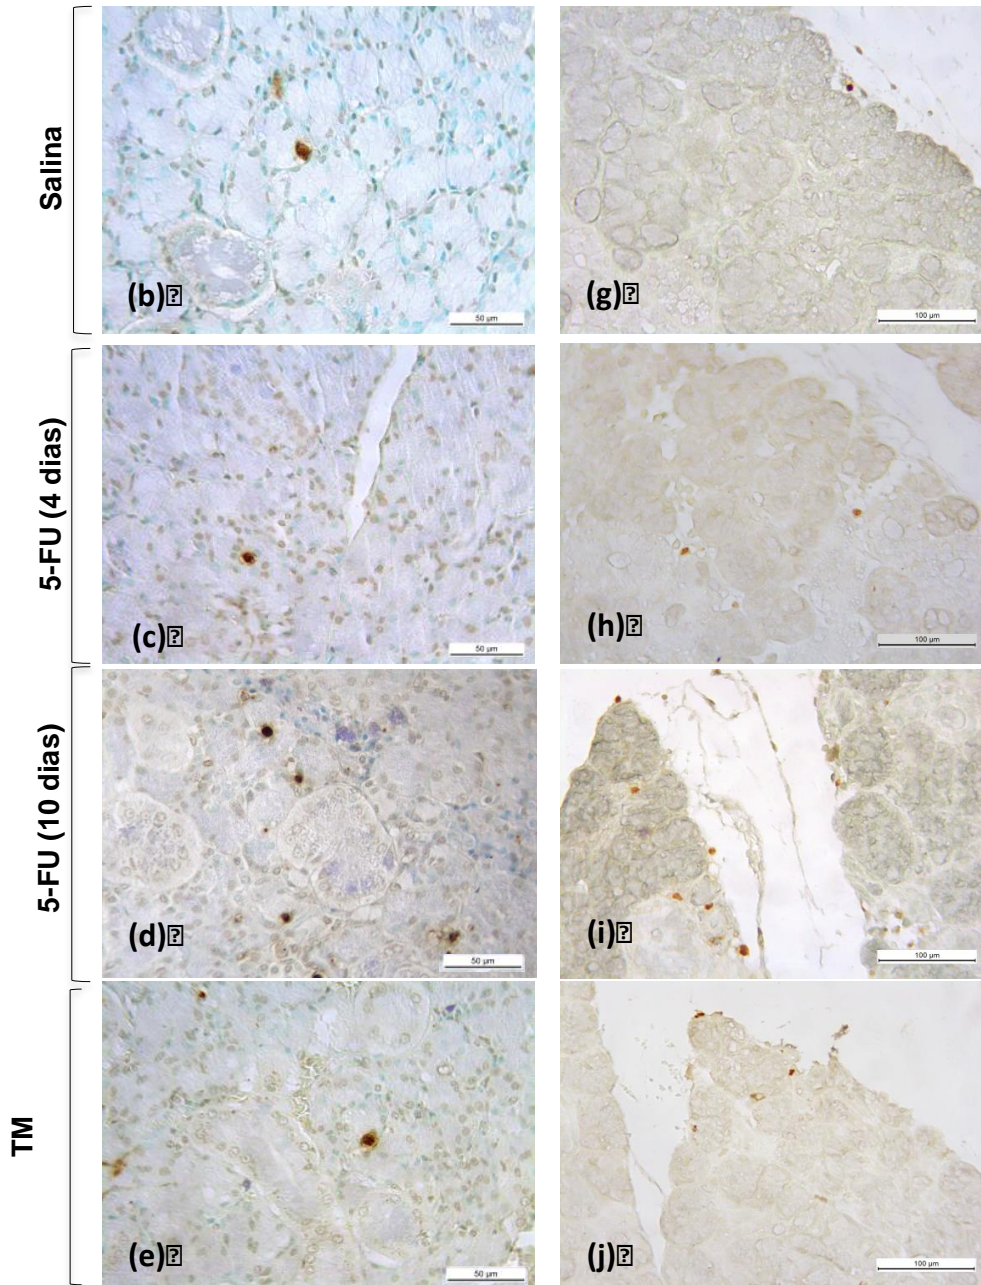 Salina
(b)⍰
50 µm
(g)⍰
100 µm
5-FU (4 dias)
(c)⍰
50 µm
(h)⍰
100 µm
5-FU (10 dias)
(d)⍰
50 µm
(i)⍰
100 µm
TM
(e)⍰
50 µm
(j)⍰
100 µm